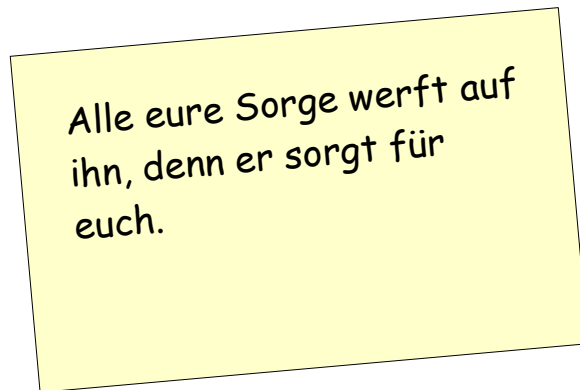 Alle eure Sorge werft auf
ihn, denn er sorgt für
euch.